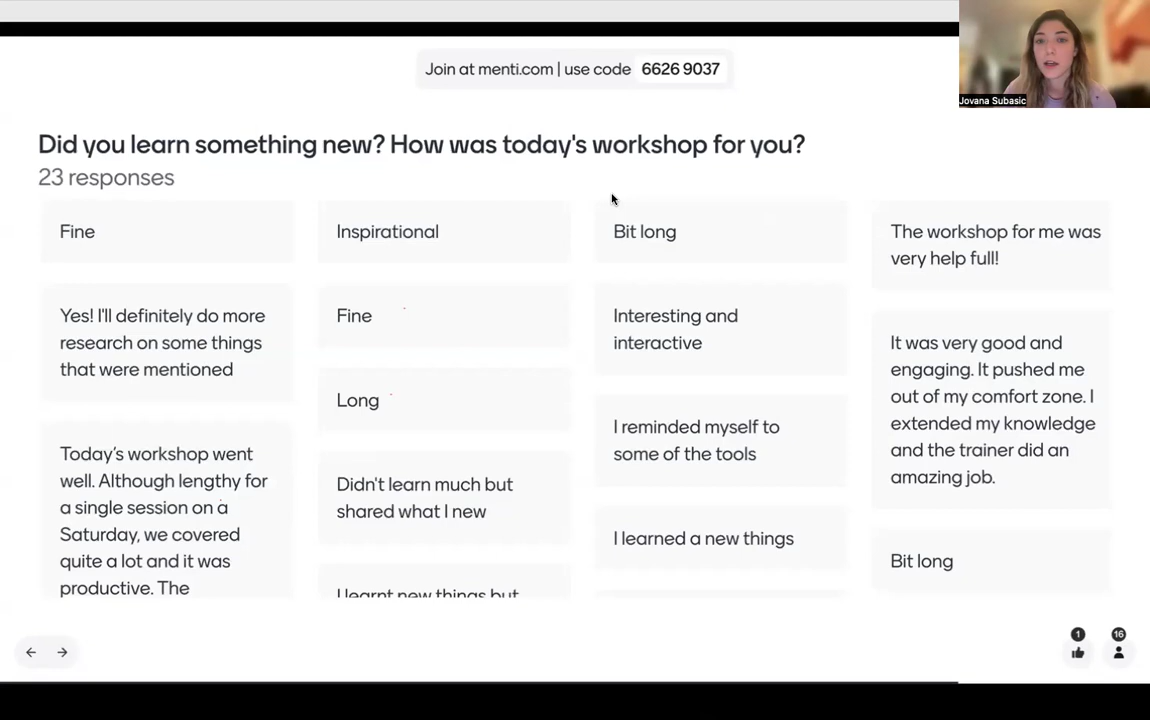 Join at menti.com | use code 6626 9037
Jovana Subasic
Did you learn something new? How was today's workshop for you?
23 responses
Fine
Yes! I'll definitely do more
research on some things
that were mentioned
Today's workshop went
well. Although lengthy for
a single session on a
Saturday, we covered
quite a lot and it was
productive. The
Inspirational
Fine
Long
Didn't learn much but
shared what I new
I learnt new things but
Bit long
Interesting and
interactive
I reminded myself to
some of the tools
I learned a new things
The workshop for me was
very help full!
It was very good and
engaging. It pushed me
out of my comfort zone. I
extended my knowledge
and the trainer did an
amazing job.
Bit long
1
16